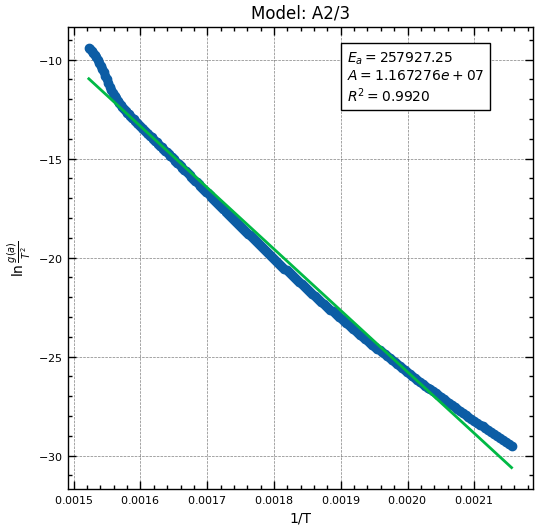 Model: A2/3
E_a = 257927.25
A = 1.167276e + 07
R² = 0.9920
−10
−15
−20
−25
−30
ln g(a)/T²
0.0015 0.0016 0.0017 0.0018 0.0019 0.0020 0.0021
1/T